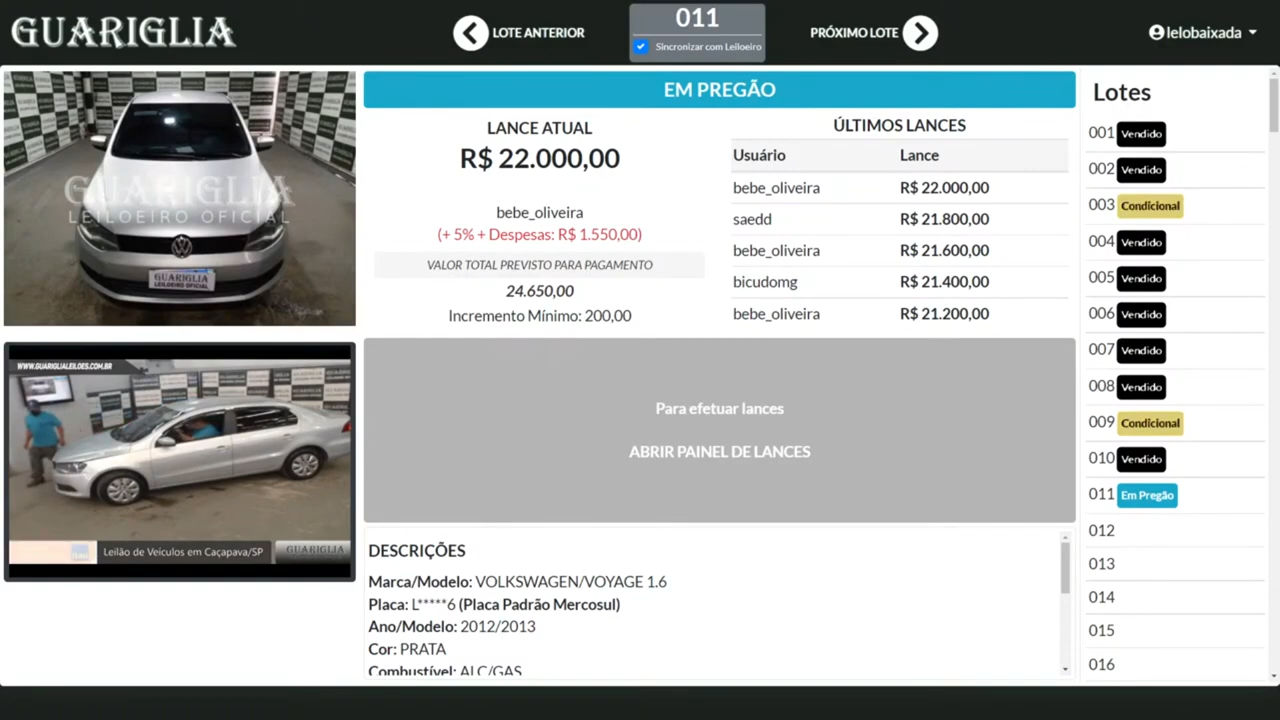 GUARIGLIA
LOTE ANTERIOR
011
Sincronizar com Leiloeiro
PRÓXIMO LOTE
lelobaixada
GUARIGLIA
LEILOEIRO OFICIAL
GUARIGLIA
LEILOEIRO OFICIAL
WWW.GUARIGLIALEILOES.COM.BR
Leilão de Veículos em Caçapava/SP
GUARIGLIA
EM PREGÃO
LANCE ATUAL
R$ 22.000,00
bebe_oliveira
(+ 5% + Despesas: R$ 1.550,00)
VALOR TOTAL PREVISTO PARA PAGAMENTO
24.650,00
Incremento Mínimo: 200,00
ÚLTIMOS LANCES
Usuário Lance
bebe_oliveira R$ 22.000,00
saedd R$ 21.800,00
bebe_oliveira R$ 21.600,00
bicudomg R$ 21.400,00
bebe_oliveira R$ 21.200,00
Para efetuar lances
ABRIR PAINEL DE LANCES
DESCRIÇÕES
Marca/Modelo: VOLKSWAGEN/VOYAGE 1.6
Placa: L*****6 (Placa Padrão Mercosul)
Ano/Modelo: 2012/2013
Cor: PRATA
Combustível: ALC/GAS
Lotes
001 Vendido
002 Vendido
003 Condicional
004 Vendido
005 Vendido
006 Vendido
007 Vendido
008 Vendido
009 Condicional
010 Vendido
011 Em Pregão
012
013
014
015
016